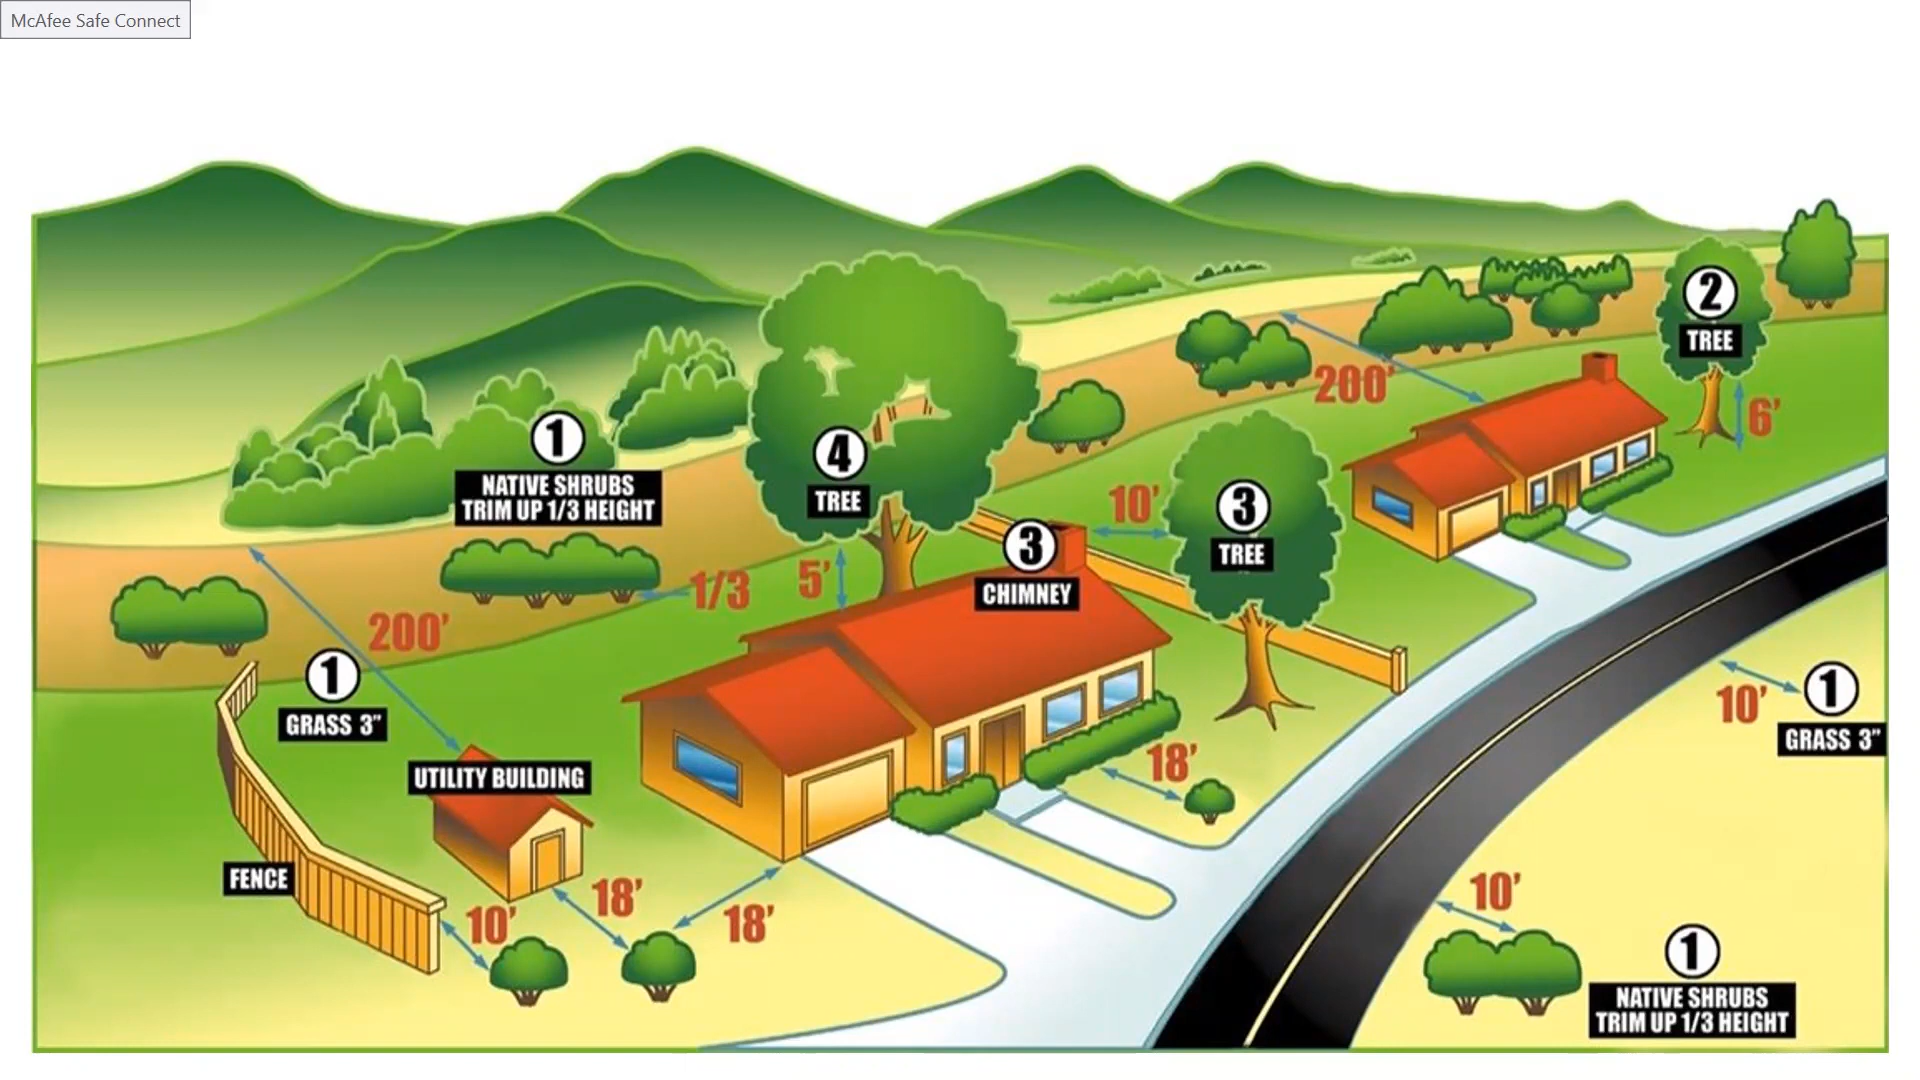 McAfee Safe Connect
2
TREE
200'
6'
1
NATIVE SHRUBS
TRIM UP 1/3 HEIGHT
4
TREE
10'
3
TREE
3
CHIMNEY
5'
1/3
200'
1
GRASS 3”
1
10'
GRASS 3”
18'
UTILITY BUILDING
FENCE
10'
18'
18'
10'
1
NATIVE SHRUBS
TRIM UP 1/3 HEIGHT